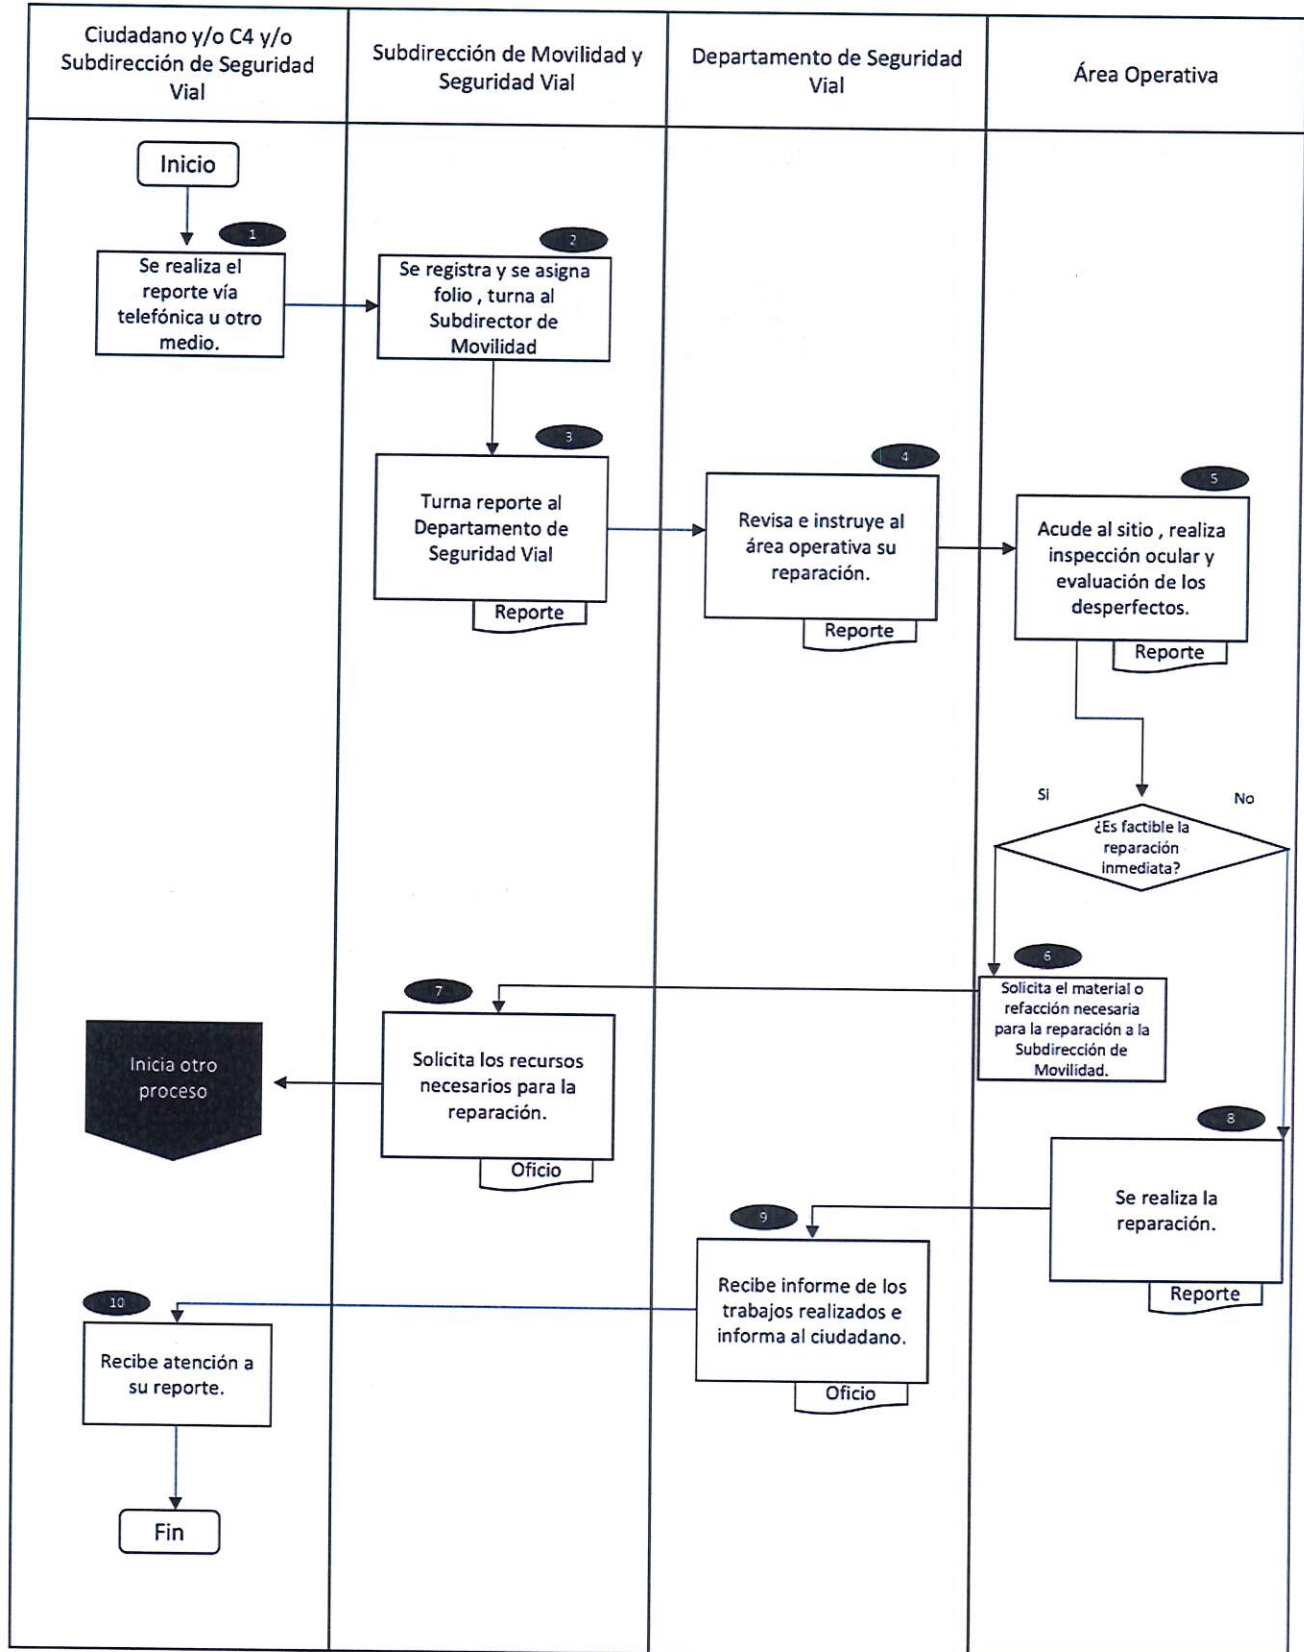 Ciudadano y/o C4 y/o
Subdirección de Seguridad
Vial
Subdirección de Movilidad y
Seguridad Vial
Departamento de Seguridad
Vial
Área Operativa
Inicio
1
Se realiza el
reporte vía
telefónica u otro
medio.
2
Se registra y se asigna
folio , turna al
Subdirector de
Movilidad
3
Turna reporte al
Departamento de
Seguridad Vial
Reporte
4
Revisa e instruye al
área operativa su
reparación.
Reporte
5
Acude al sitio , realiza
inspección ocular y
evaluación de los
desperfectos.
Reporte
Si
No
¿Es factible la
reparación
inmediata?
6
Solicita el material o
refacción necesaria
para la reparación a la
Subdirección de
Movilidad.
7
Solicita los recursos
necesarios para la
reparación.
Oficio
Inicia otro
proceso
8
Se realiza la
reparación.
Reporte
9
Recibe informe de los
trabajos realizados e
informa al ciudadano.
Oficio
10
Recibe atención a
su reporte.
Fin